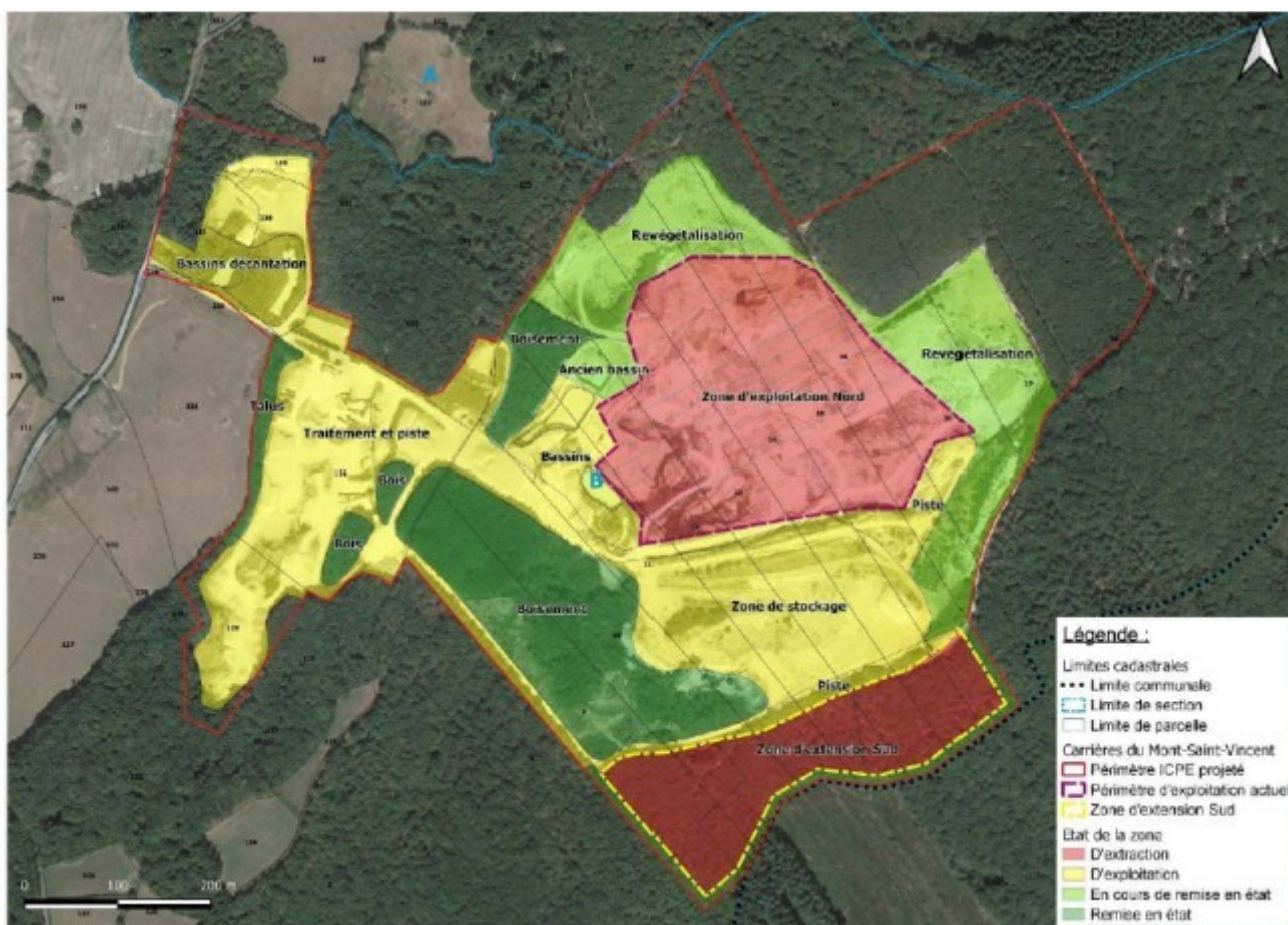 A
Revégétalisation
Bassins décantation
Boisement
Revégétalisation
Ancien bassin
Zone d'exploitation Nord
Talus
Traitement et piste
Bassins
Bois
B
Piste
Bois
Boisement
Zone de stockage
Piste
Zone d'extension Sud
0 100 200 m
Légende :
Limites cadastrales
Limite communale
Limite de section
Limite de parcelle
Carrières du Mont-Saint-Vincent
Périmètre ICPE projeté
Périmètre d'exploitation actuel
Zone d'extension Sud
Etat de la zone
D'extraction
D'exploitation
En cours de remise en état
Remise en état